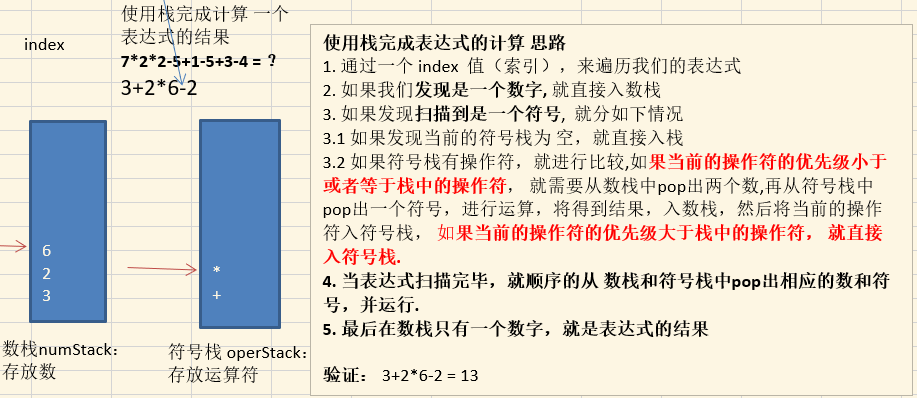 使用栈完成计算 一个
表达式的结果
index
7*2*2-5+1-5+3-4 = ？
3+2*6-2
6
2
3
*
+
数栈numStack：
存放数
符号栈 operStack：
存放运算符
使用栈完成表达式的计算 思路
1. 通过一个 index 值（索引），来遍历我们的表达式
2. 如果我们发现是一个数字, 就直接入数栈
3. 如果发现扫描到是一个符号, 就分如下情况
3.1 如果发现当前的符号栈为 空，就直接入栈
3.2 如果符号栈有操作符，就进行比较,如果当前的操作符的优先级小于
或者等于栈中的操作符， 就需要从数栈中pop出两个数,再从符号栈中
pop出一个符号，进行运算，将得到结果，入数栈，然后将当前的操作
符入符号栈， 如果当前的操作符的优先级大于栈中的操作符， 就直接
入符号栈.
4. 当表达式扫描完毕，就顺序的从 数栈和符号栈中pop出相应的数和符
号，并运行.
5. 最后在数栈只有一个数字，就是表达式的结果
验证： 3+2*6-2 = 13